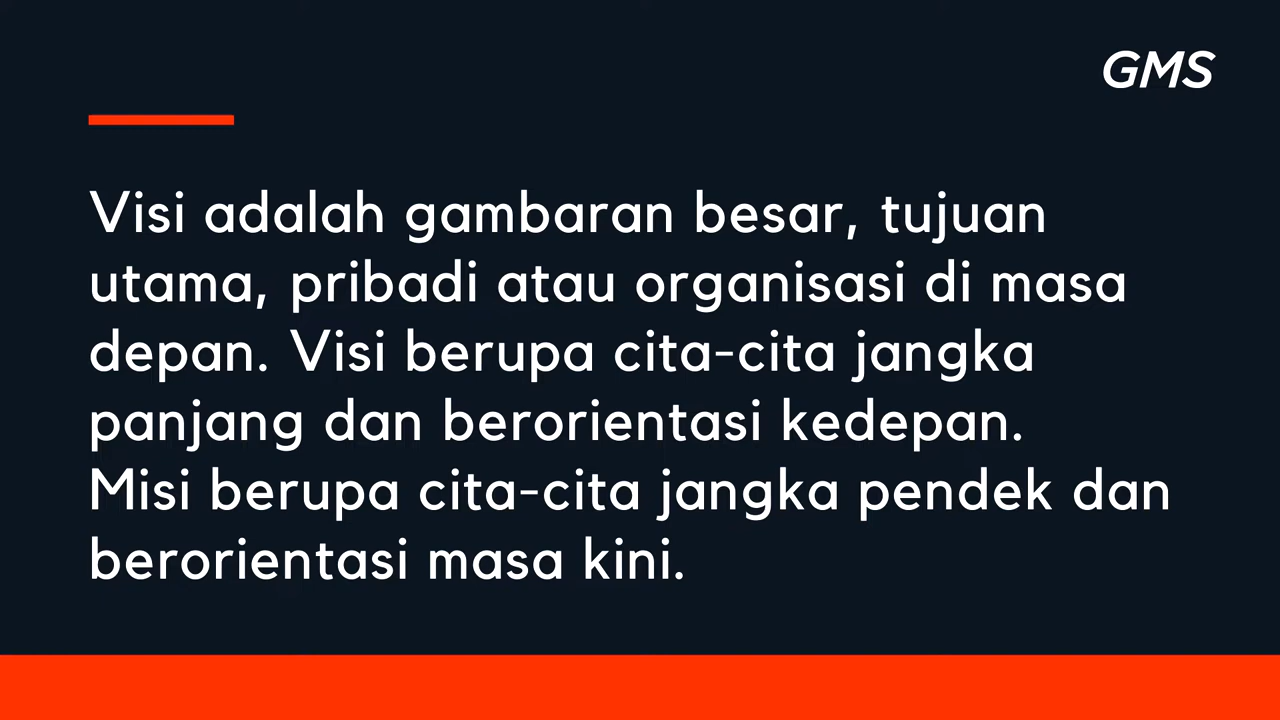 GMS
Visi adalah gambaran besar, tujuan
utama, pribadi atau organisasi di masa
depan. Visi berupa cita-cita jangka
panjang dan berorientasi kedepan.
Misi berupa cita-cita jangka pendek dan
berorientasi masa kini.